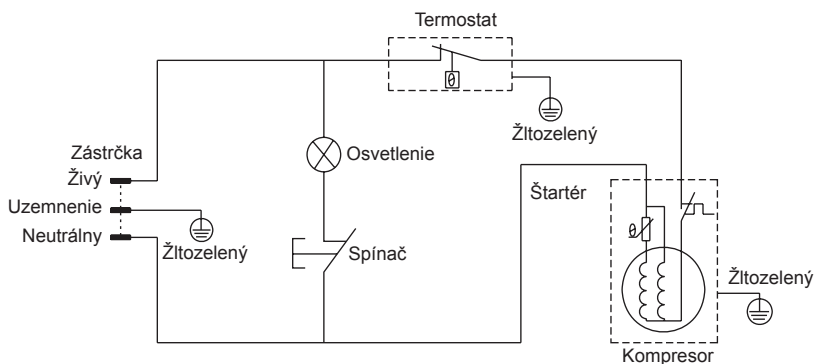 Termostat
Žltozelený
Osvetlenie
Zástrčka
Živý
Uzemnenie
Neutrálny
Žltozelený
Spínač
Štartér
Žltozelený
Kompresor